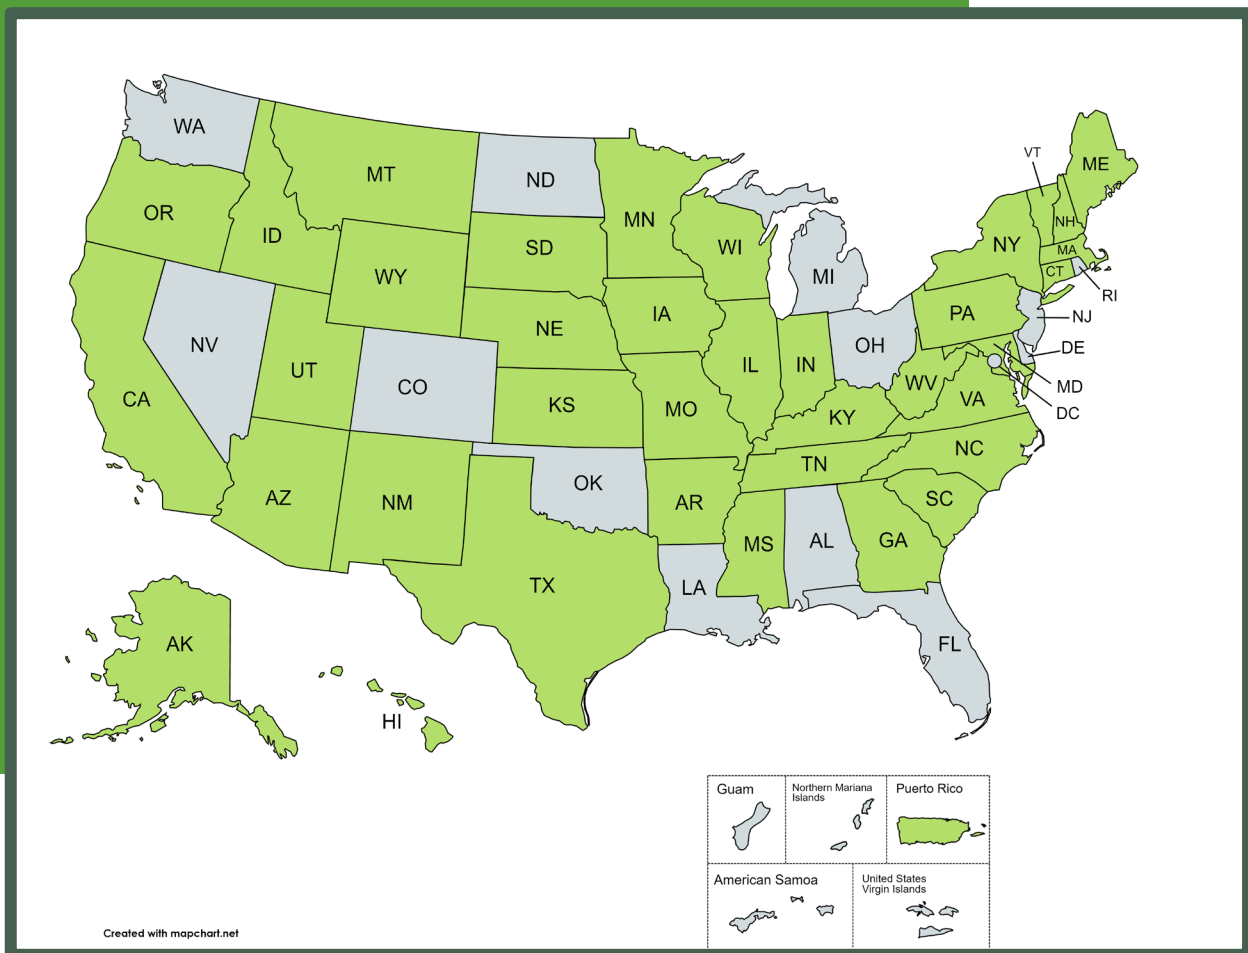 WA
MT
ND
MN
VT
ME
OR
ID
SD
WI
NY
NH
MA
CT
RI
WY
MI
IA
PA
NJ
NE
NV
UT
CO
IL
IN
OH
DE
WV
MD
VA
DC
CA
KS
MO
KY
NC
TN
AZ
NM
OK
AR
SC
MS
AL
GA
TX
LA
FL
AK
HI
Guam
Northern Mariana
Islands
Puerto Rico
American Samoa
United States
Virgin Islands
Created with mapchart.net